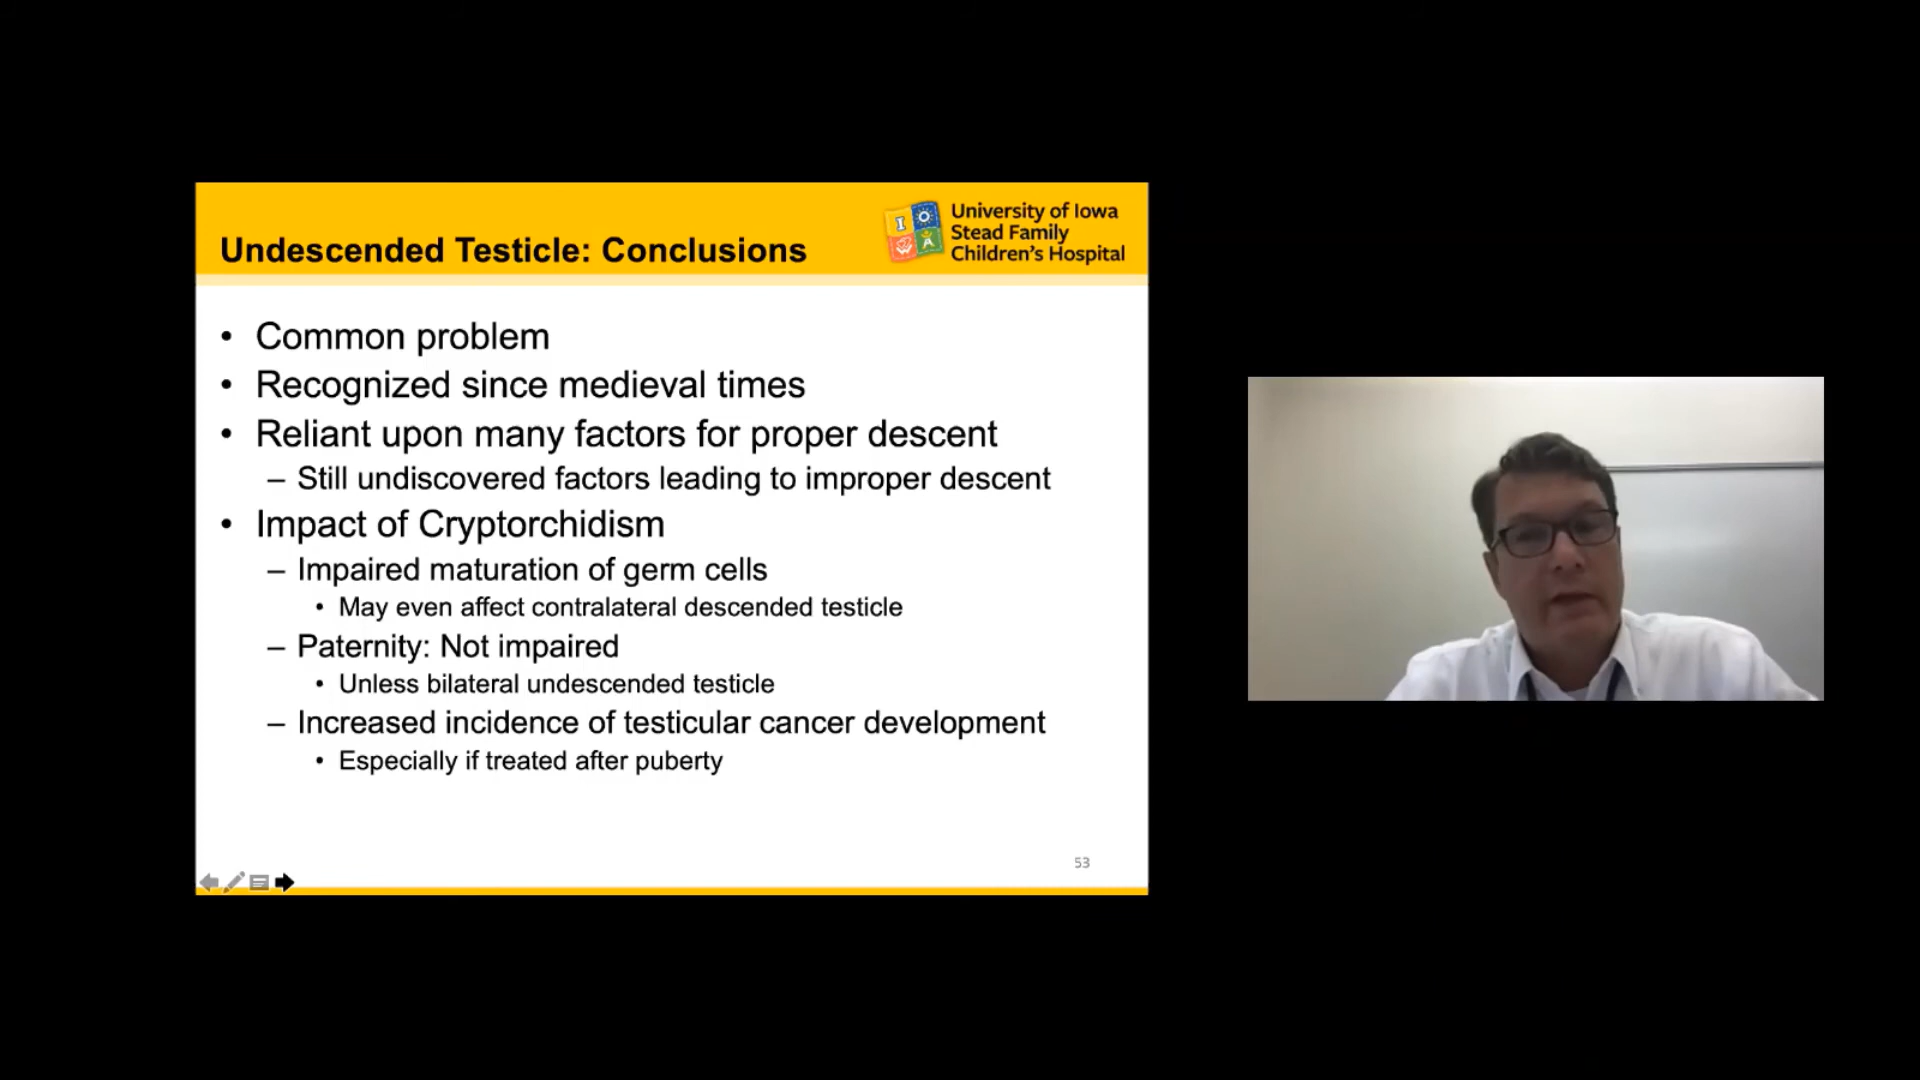 University of Iowa
Stead Family
Children's Hospital
Undescended Testicle: Conclusions
• Common problem
• Recognized since medieval times
• Reliant upon many factors for proper descent
– Still undiscovered factors leading to improper descent
• Impact of Cryptorchidism
– Impaired maturation of germ cells
• May even affect contralateral descended testicle
– Paternity: Not impaired
• Unless bilateral undescended testicle
– Increased incidence of testicular cancer development
• Especially if treated after puberty
53